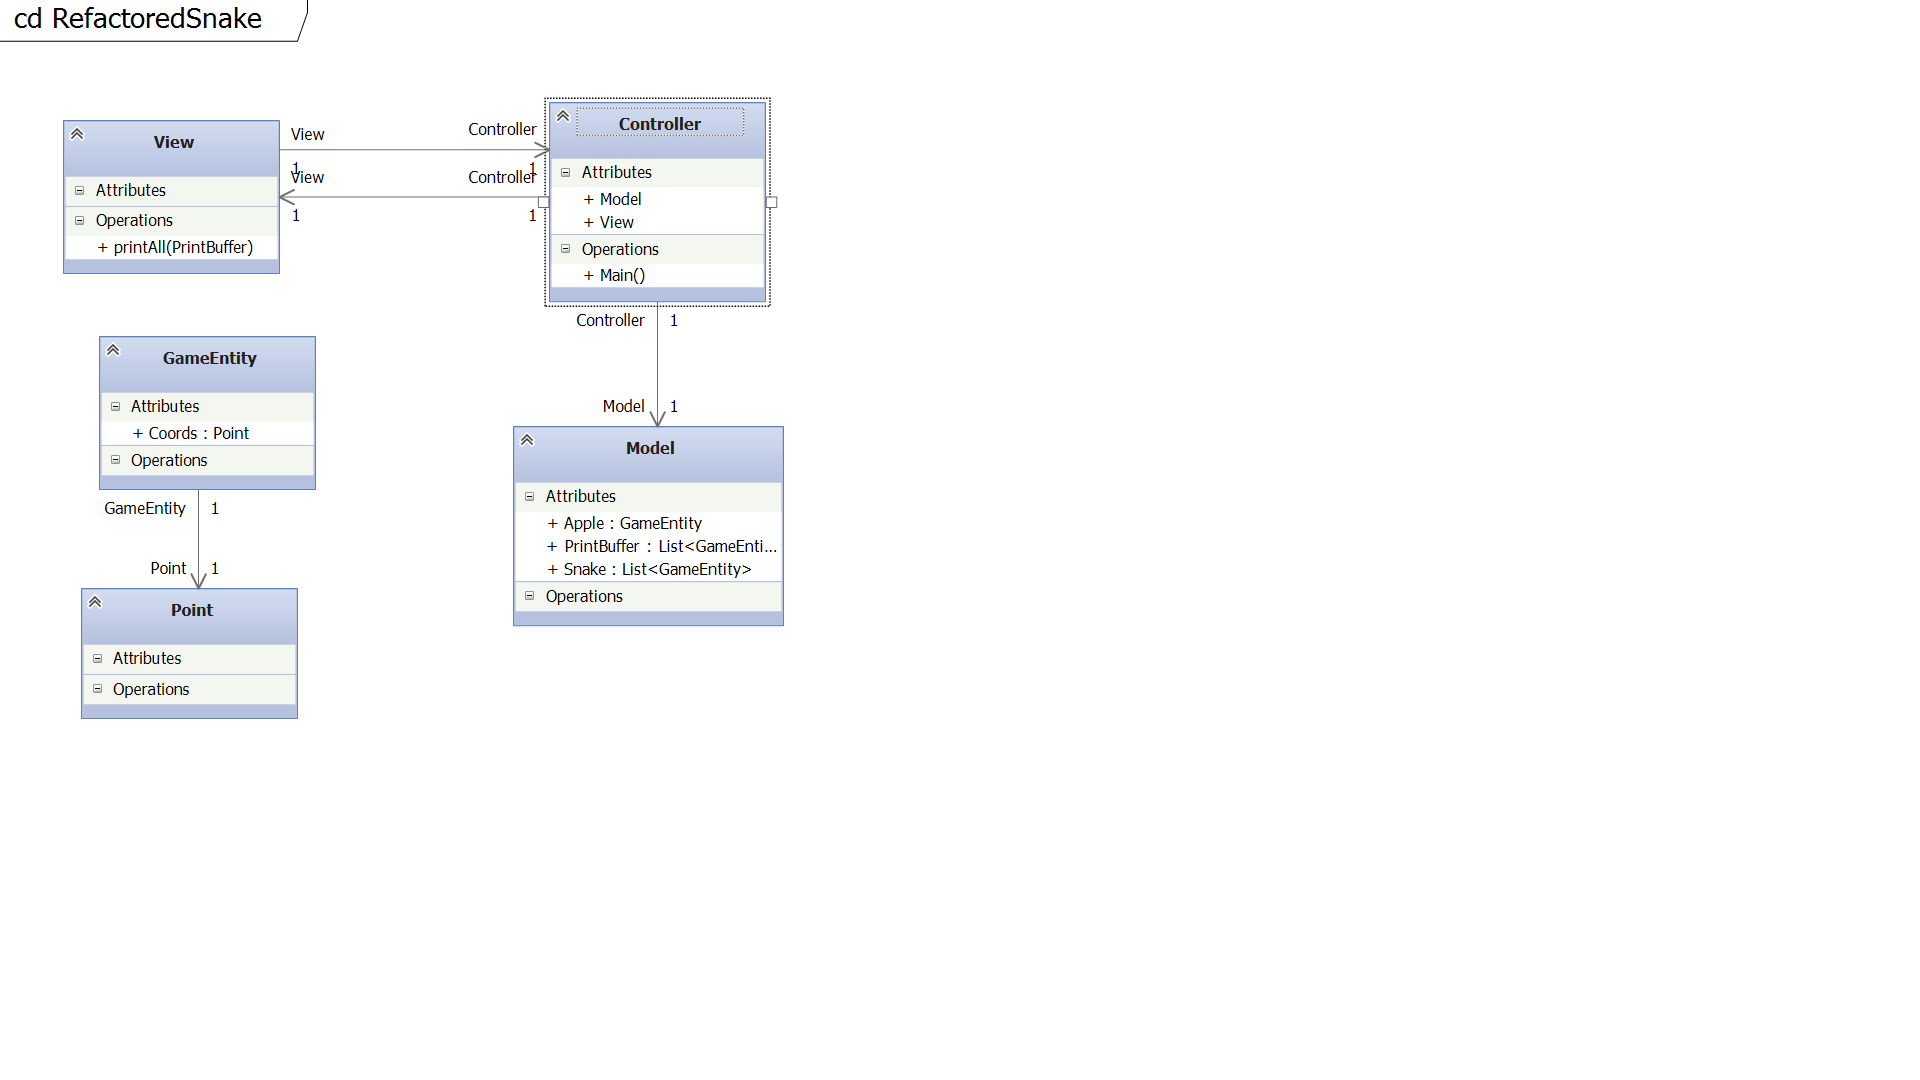 cd RefactoredSnake
View
Attributes
Operations
+ printAll(PrintBuffer)
View
Controller
1
1
View
Controller
1
1
Controller
Attributes
+ Model
+ View
Operations
+ Main()
Controller
1
Model
1
GameEntity
Attributes
+ Coords : Point
Operations
GameEntity
1
Point
1
Point
Attributes
Operations
Model
Attributes
+ Apple : GameEntity
+ PrintBuffer : List<GameEnti...
+ Snake : List<GameEntity>
Operations